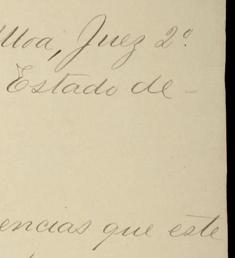 lloa, Juez 2º.
Estado de-
encias que este